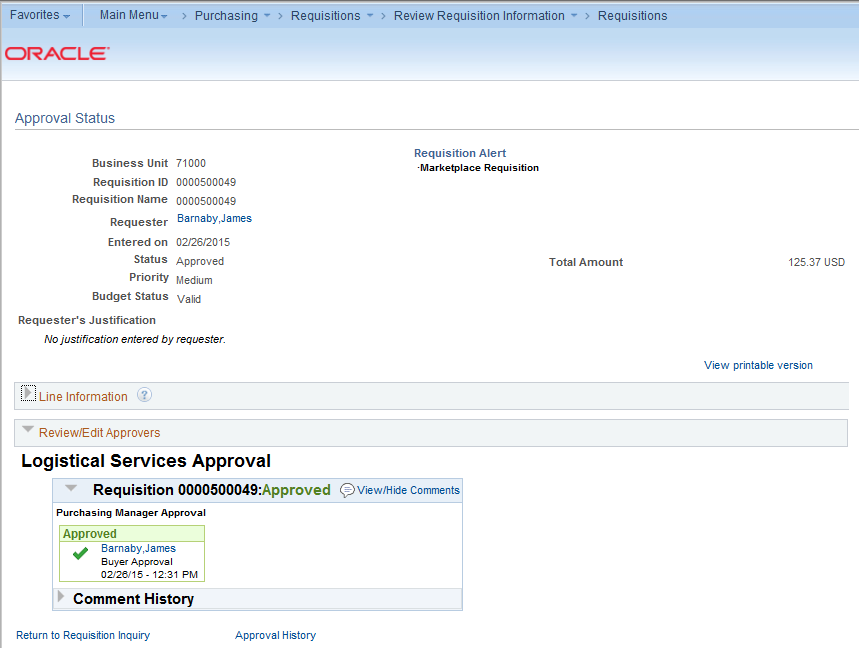 Favorites Main Menu > Purchasing > Requisitions > Review Requisition Information > Requisitions
ORACLE
Approval Status
Requisition Alert
·Marketplace Requisition
Business Unit 71000
Requisition ID 0000500049
Requisition Name 0000500049
Requester Barnaby,James
Entered on 02/26/2015
Status Approved
Total Amount 125.37 USD
Priority Medium
Budget Status Valid
Requester's Justification
No justification entered by requester.
View printable version
Line Information ?
Review/Edit Approvers
Logistical Services Approval
Requisition 0000500049:Approved View/Hide Comments
Purchasing Manager Approval
Approved
Barnaby,James
Buyer Approval
02/26/15 - 12:31 PM
Comment History
Return to Requisition Inquiry Approval History